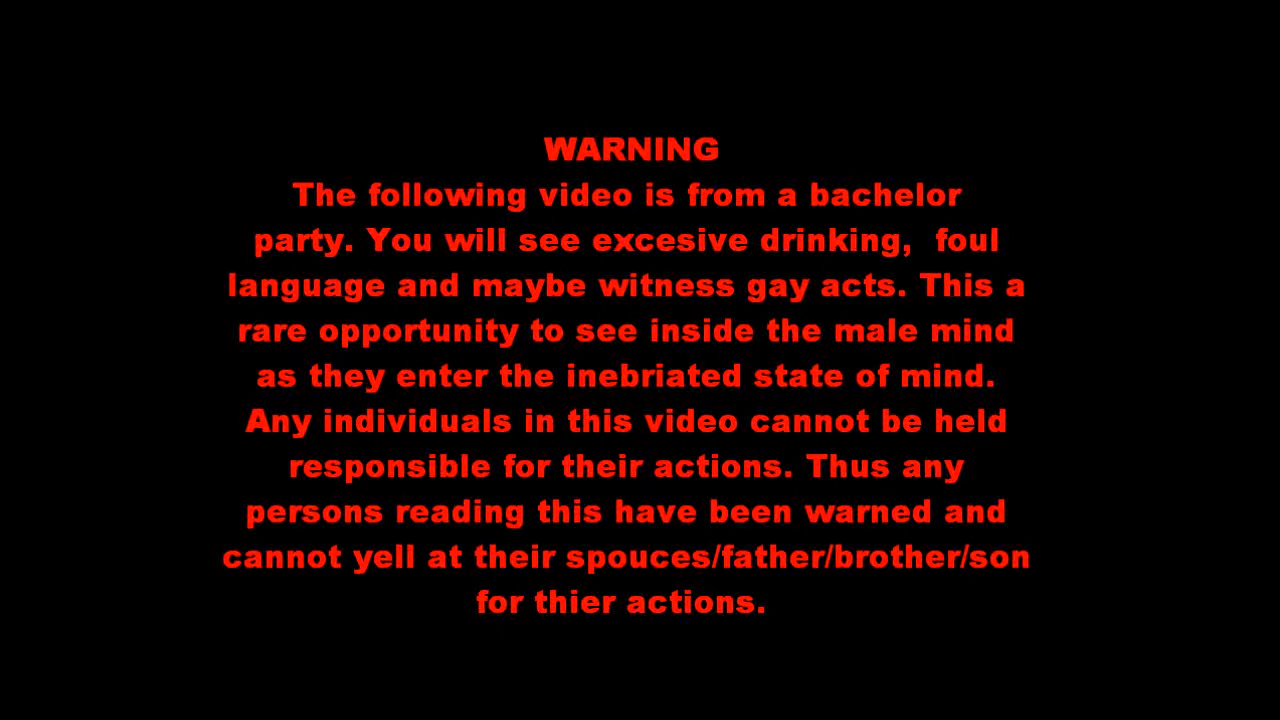 WARNING
The following video is from a bachelor
party. You will see excesive drinking,  foul
language and maybe witness gay acts. This a
rare opportunity to see inside the male mind
as they enter the inebriated state of mind.
Any individuals in this video cannot be held
responsible for their actions. Thus any
persons reading this have been warned and
cannot yell at their spouces/father/brother/son
for thier actions.